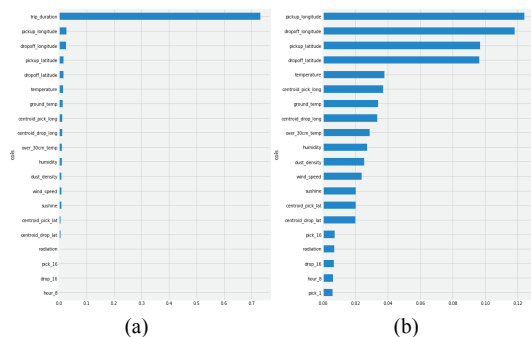 trip_duration
pickup_longitude
dropoff_longitude
pickup_latitude
dropoff_latitude
temperature
ground_temp
centroid_pick_long
centroid_drop_long
over_30cm_temp
humidity
dust_density
wind_speed
sushine
centroid_pick_lat
centroid_drop_lat
radiation
pick_16
drop_16
hour_8
cols
0.0 0.1 0.2 0.3 0.4 0.5 0.6 0.7
(a)
pickup_longitude
dropoff_longitude
pickup_latitude
dropoff_latitude
temperature
centroid_pick_long
ground_temp
centroid_drop_long
over_30cm_temp
humidity
dust_density
wind_speed
sushine
centroid_pick_lat
centroid_drop_lat
pick_16
radiation
drop_16
hour_8
pick_1
cols
0.00 0.02 0.04 0.06 0.08 0.10 0.12
(b)